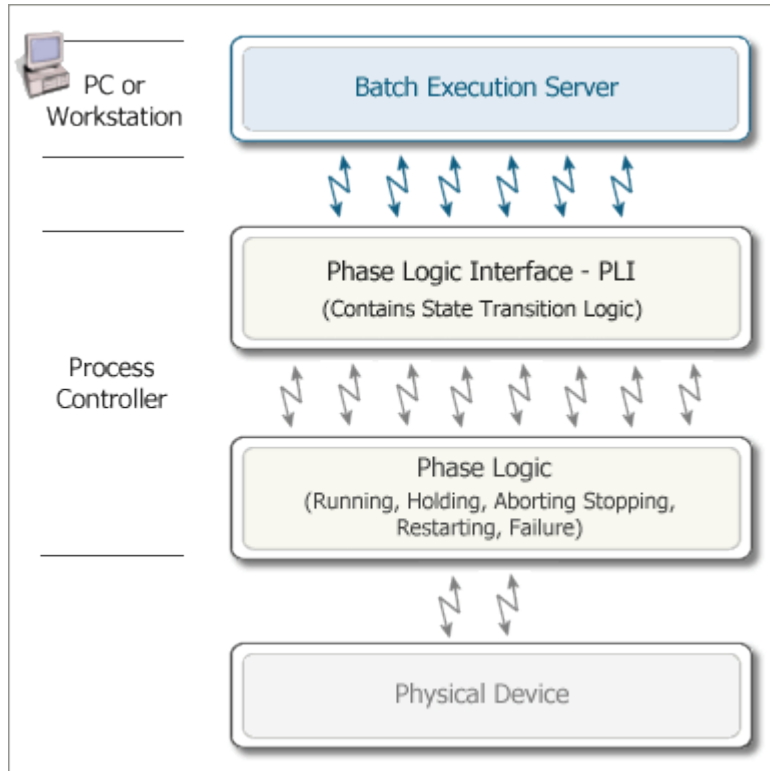 PC or
Workstation
Batch Execution Server
Phase Logic Interface - PLI
(Contains State Transition Logic)
Process
Controller
Phase Logic
(Running, Holding, Aborting Stopping,
Restarting, Failure)
Physical Device